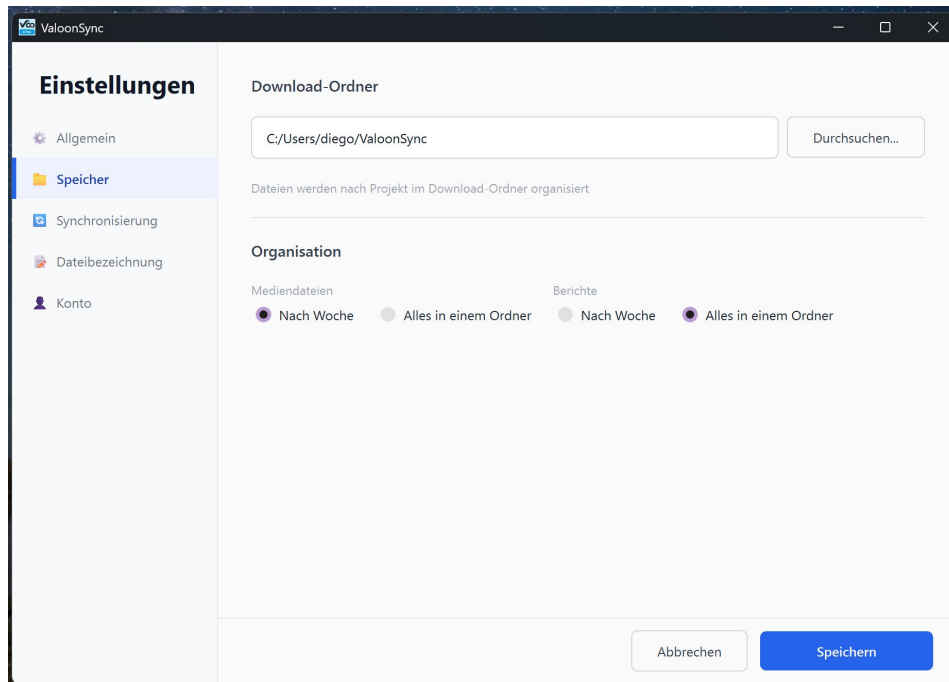 VOO
SYNC
ValoonSync
Einstellungen
Allgemein
Speicher
Synchronisierung
Dateibezeichnung
Konto
Download-Ordner
C:/Users/diego/ValoonSync
Durchsuchen...
Dateien werden nach Projekt im Download-Ordner organisiert
Organisation
Mediendateien Berichte
Nach Woche Alles in einem Ordner Nach Woche Alles in einem Ordner
Abbrechen Speichern